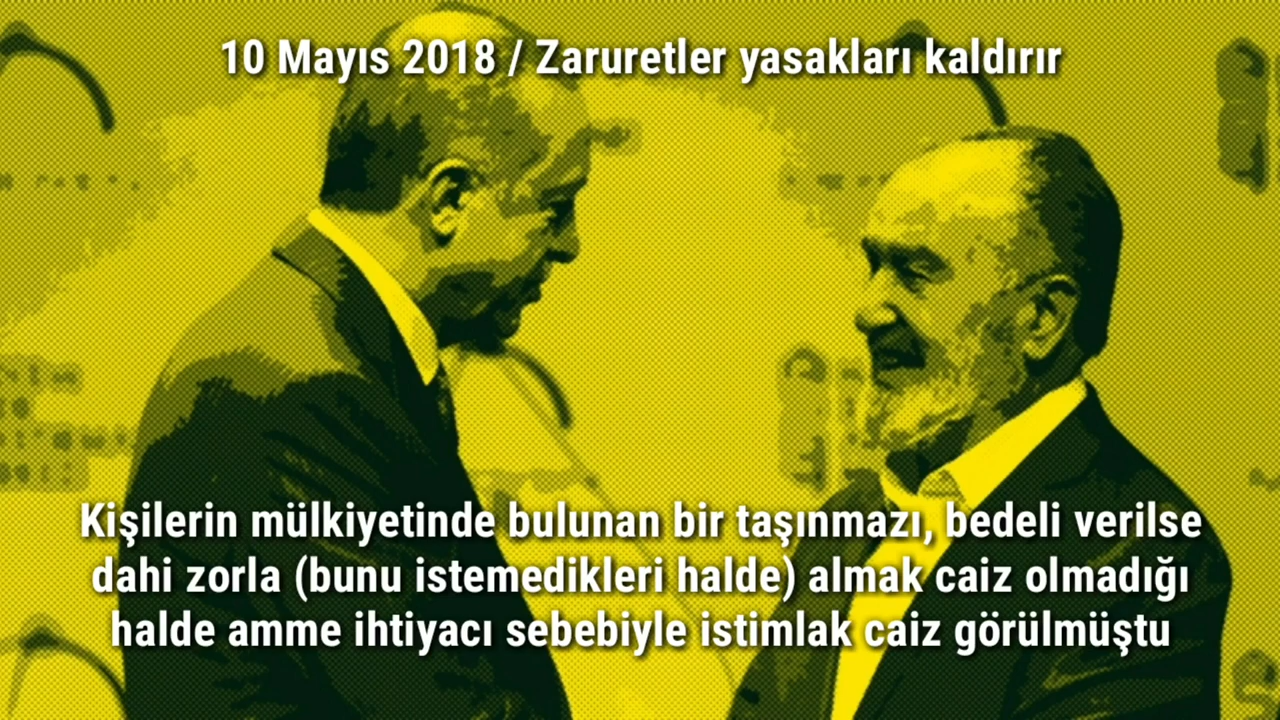 10 Mayıs 2018 / Zaruretler yasakları kaldırır
Kişilerin mülkiyetinde bulunan bir taşınmazı, bedeli verilse
dahi zorla (bunu istemedikleri halde) almak caiz olmadığı
halde amme ihtiyacı sebebiyle istimlak caiz görülmüştu